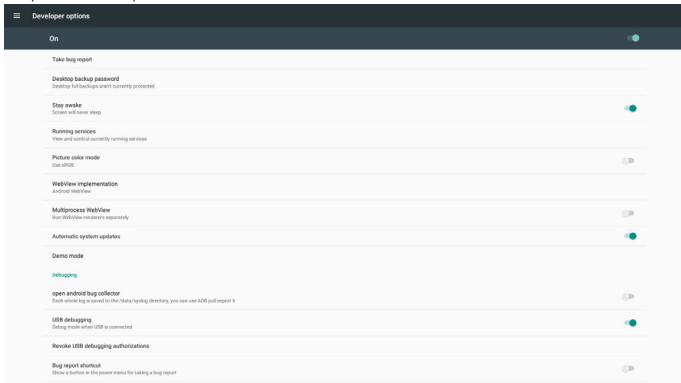 Developer options
On
Take bug report
Desktop backup password
Desktop full backups aren't currently protected
Stay awake
Screen will never sleep
Running services
View and control currently running services
Picture color mode
Use sRGB
WebView implementation
Android WebView
Multiprocess WebView
Run WebView renderers separately
Automatic system updates
Demo mode
Debugging
open android bug collector
Each whole log is saved to the /data/syslog directory, you can use ADB pull export it
USB debugging
Debug mode when USB is connected
Revoke USB debugging authorizations
Bug report shortcut
Show a button in the power menu for taking a bug report